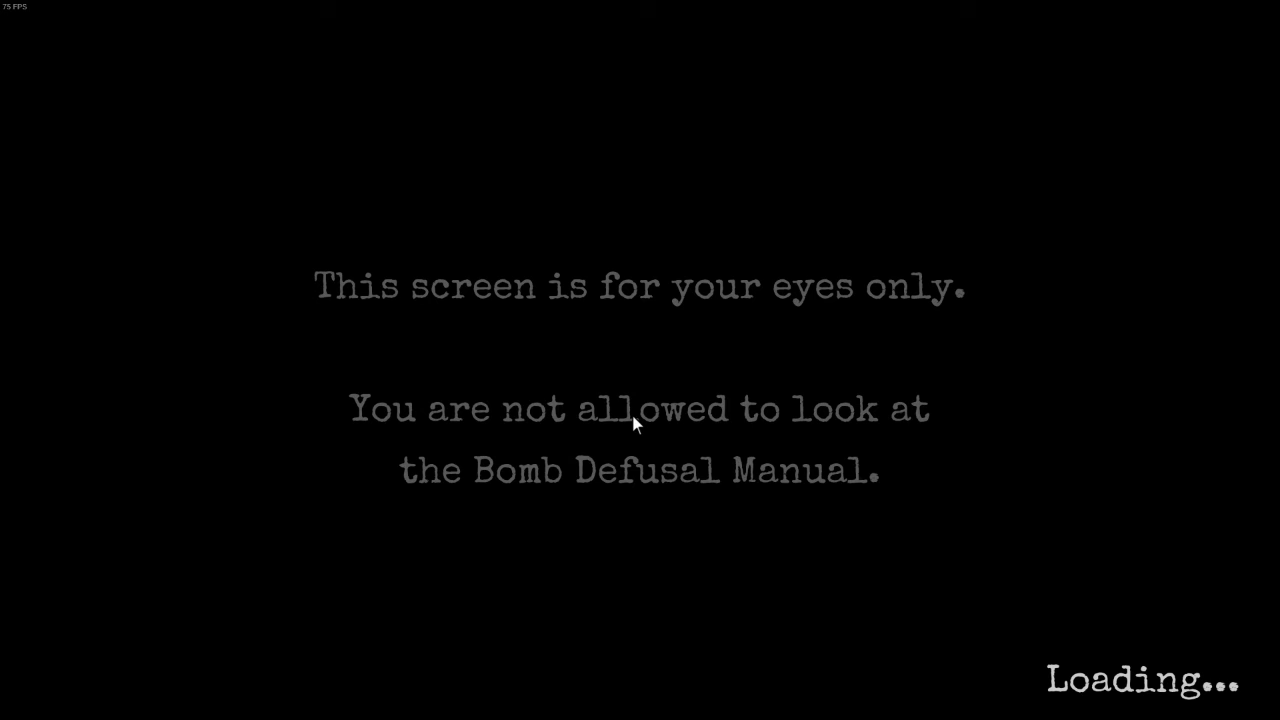 75 FPS
This screen is for your eyes only.
You are not allowed to look at
the Bomb Defusal Manual.
Loading...